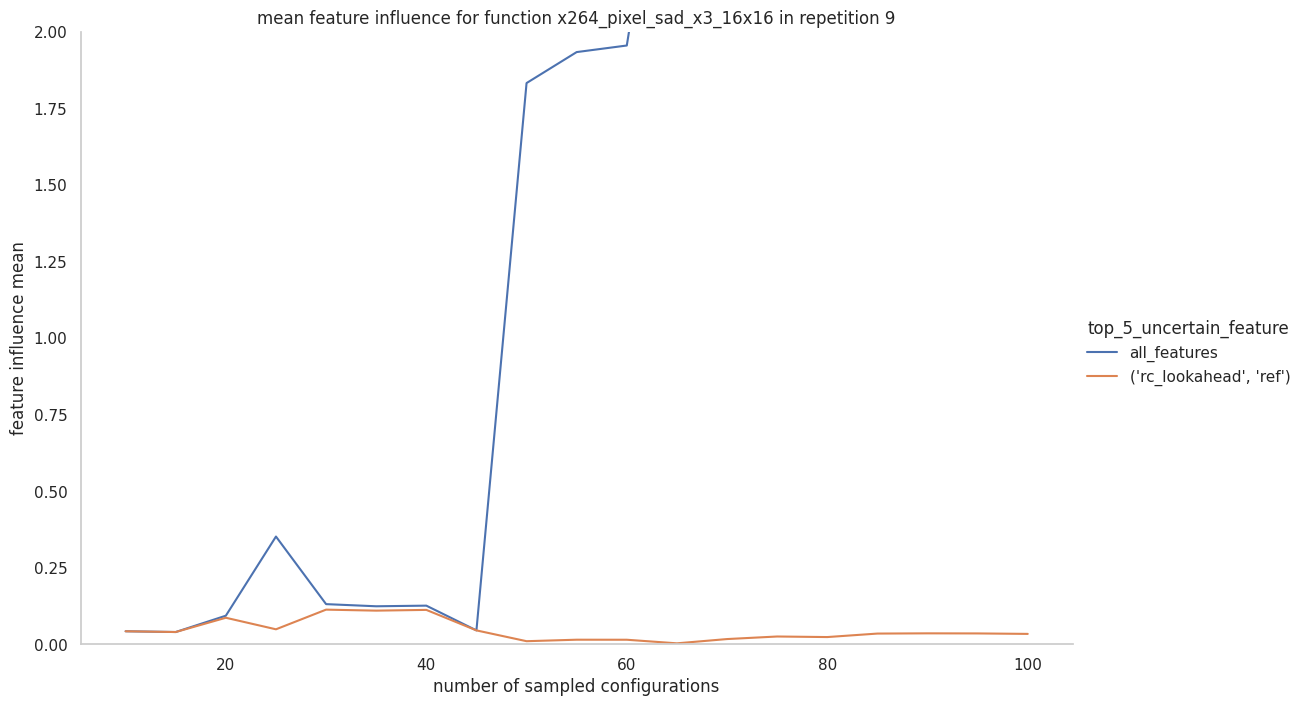 mean feature influence for function x264_pixel_sad_x3_16x16 in repetition 9
2.00
1.75
1.50
1.25
1.00
0.75
0.50
0.25
0.00
feature influence mean
20 40 60 80 100
number of sampled configurations
top_5_uncertain_feature
all_features
('rc_lookahead', 'ref')